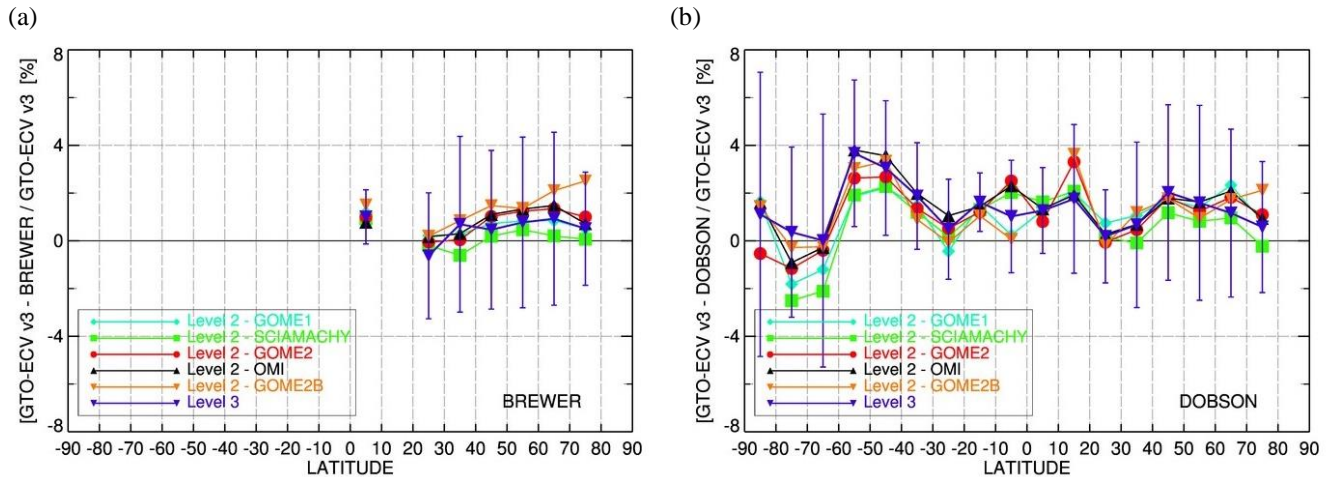 (a)
(b)
[GTO-ECV v3 - BREWER / GTO-ECV v3 [%]
8
4
0
-4
-8
Level 2 - GOME1
Level 2 - SCIAMACHY
Level 2 - GOME2
Level 2 - OMI
Level 2 - GOME2B
Level 3
BREWER
-90 -80 -70 -60 -50 -40 -30 -20 -10 0 10 20 30 40 50 60 70 80 90
LATITUDE
[GTO-ECV v3 - DOBSON / GTO-ECV v3 [%]
8
4
0
-4
-8
Level 2 - GOME1
Level 2 - SCIAMACHY
Level 2 - GOME2
Level 2 - OMI
Level 2 - GOME2B
Level 3
DOBSON
-90 -80 -70 -60 -50 -40 -30 -20 -10 0 10 20 30 40 50 60 70 80 90
LATITUDE